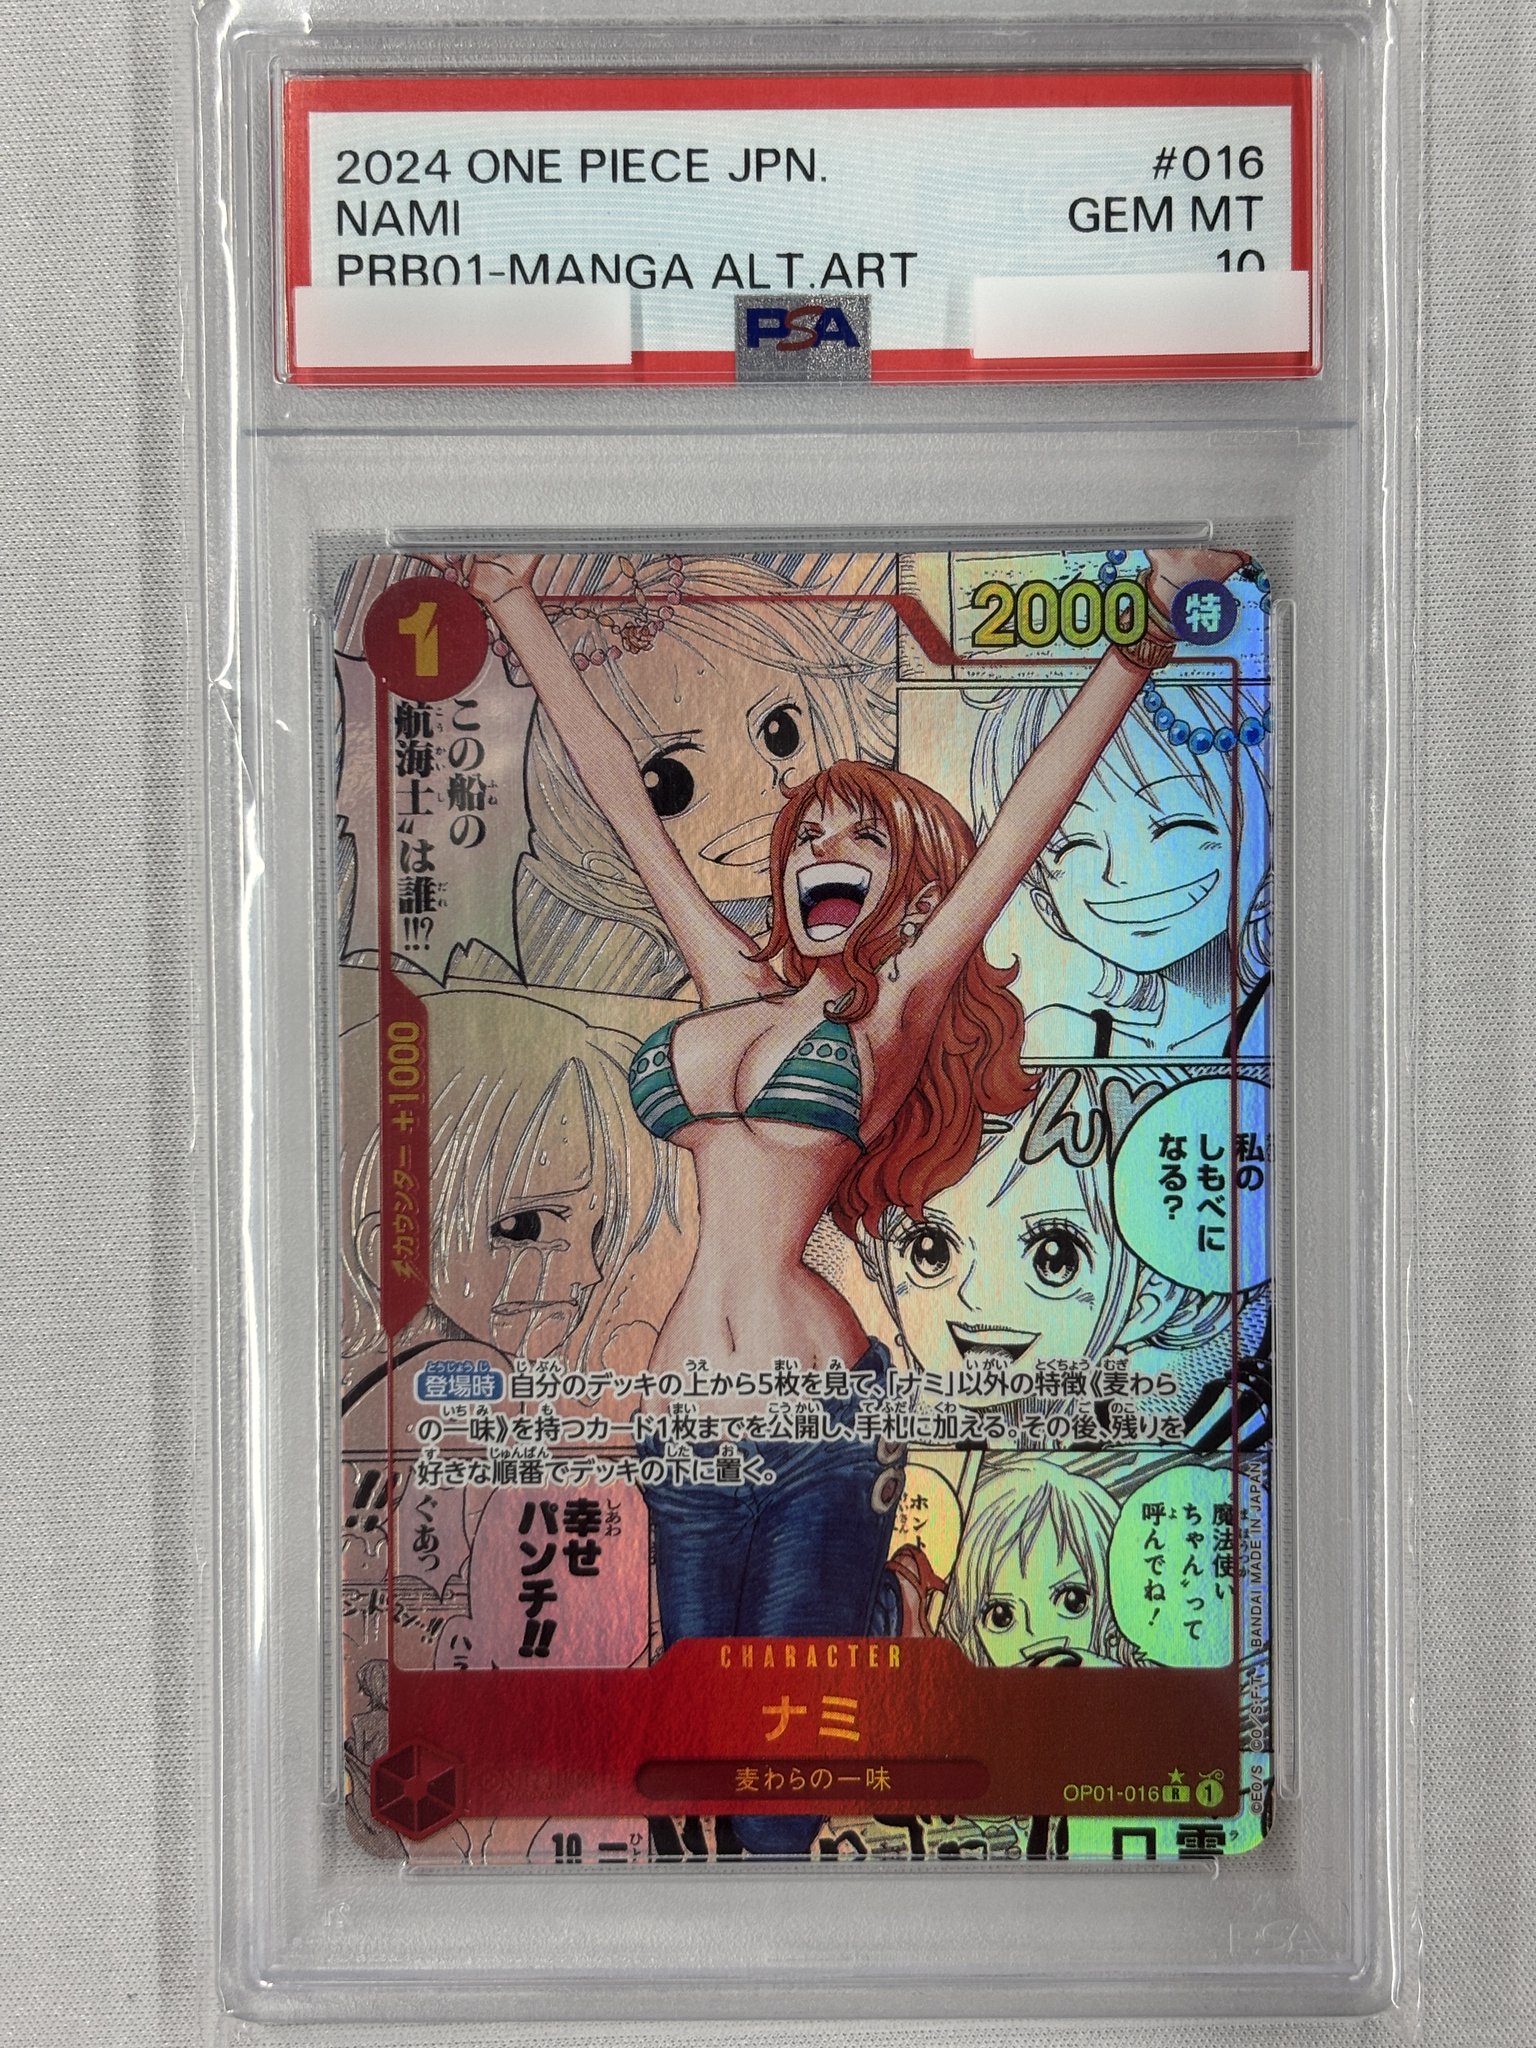 2024 ONE PIECE JPN. #016
NAMI GEM MT
PRB01-MANGA ALT.ART 10
PSA
1
2000 特
この船の
航海士〟は誰!!?
カウンター +1000
私の
しもべに
なる?
登場時 自分のデッキの上から5枚を見て、「ナミ」以外の特徴《麦わら
の一味》を持つカード1枚までを公開し、手札に加える。その後、残りを
好きな順番でデッキの下に置く。
!!
ぐあっ
幸せ
パンチ!!
ハラ
ホント
魔法使い
ちゃん〟って
呼んでね!
CHARACTER
ナミ
麦わらの一味
OP01-016 R 1
©E.O/S ©O/S·F·T BANDAI MADE IN JAPAN